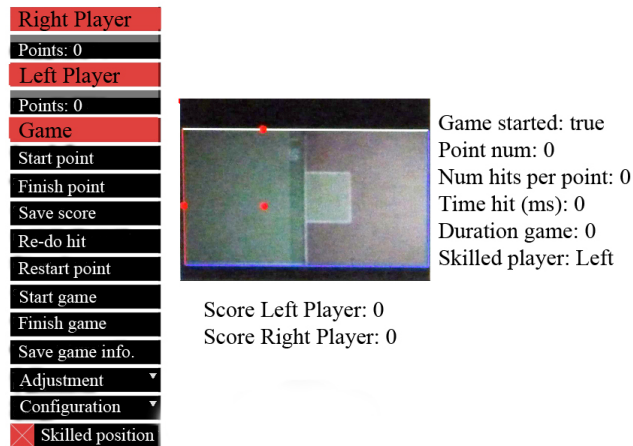 Right Player
Points: 0
Left Player
Points: 0
Game
Start point
Finish point
Save score
Re-do hit
Restart point
Start game
Finish game
Save game info.
Adjustment
Configuration
Skilled position
Game started: true
Point num: 0
Num hits per point: 0
Time hit (ms): 0
Duration game: 0
Skilled player: Left
Score Left Player: 0
Score Right Player: 0